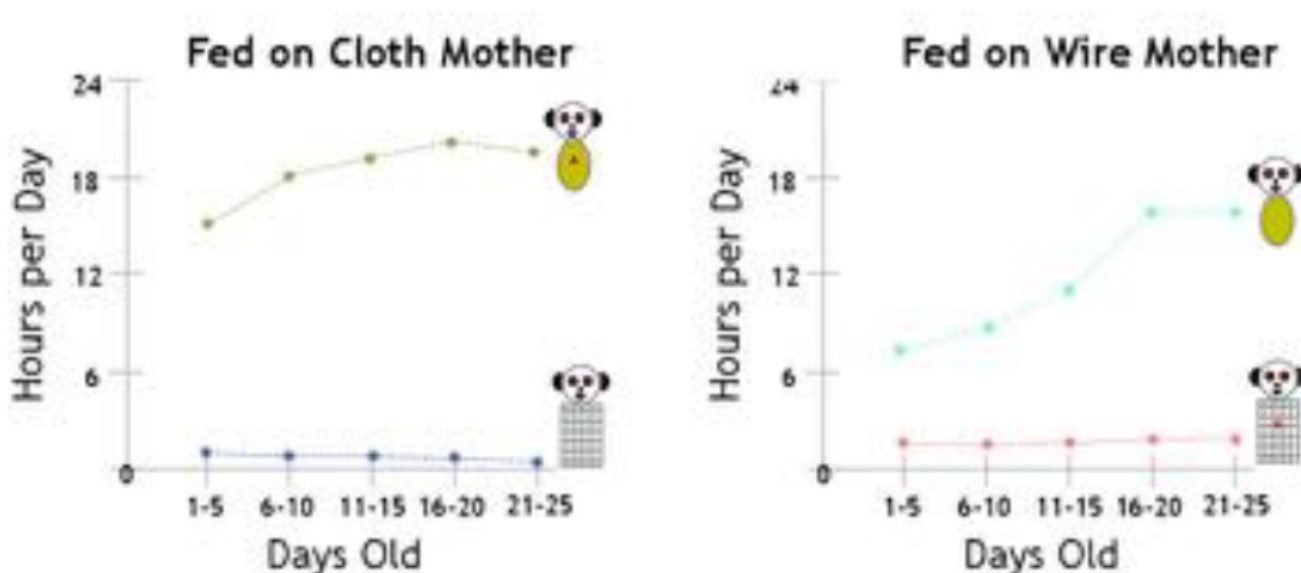 Fed on Cloth Mother
24
18
12
6
0
Hours per Day
1-5 6-10 11-15 16-20 21-25
Days Old
Fed on Wire Mother
24
18
12
6
0
Hours per Day
1-5 6-10 11-15 16-20 21-25
Days Old